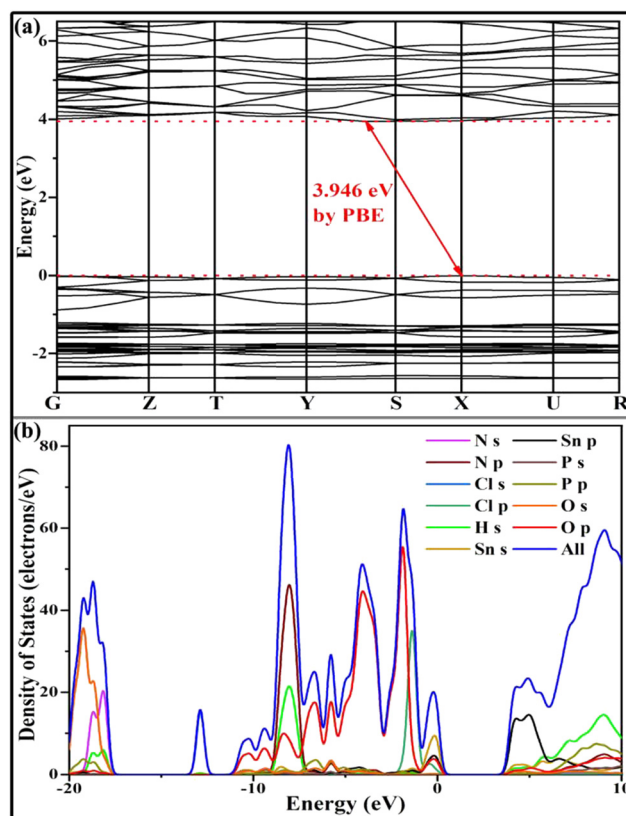 (a)
6
4
2
0
-2
Energy (eV)
3.946 eV
by PBE
G Z T Y S X U R
(b)
80
60
40
20
0
Density of States (electrons/eV)
N s Sn p
N p P s
Cl s P p
Cl p O s
H s O p
Sn s All
-20 -10 0 10
Energy (eV)